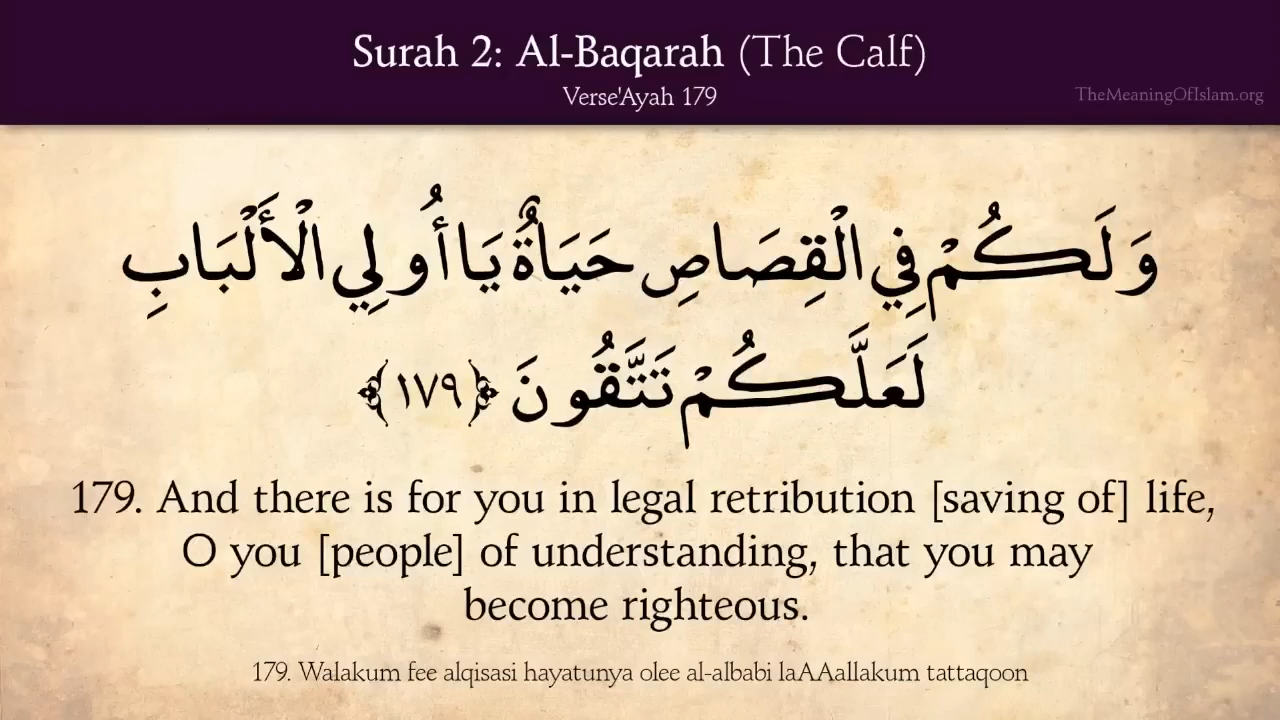 Surah 2: Al-Baqarah (The Calf)
Verse'Ayah 179
TheMeaningOfIslam.org
وَلَكُمْ فِي الْقِصَاصِ حَيَاةٌ يَا أُولِي الْأَلْبَابِ
لَعَلَّكُمْ تَتَّقُونَ ﴿١٧٩﴾
179. And there is for you in legal retribution [saving of] life,
O you [people] of understanding, that you may
become righteous.
179. Walakum fee alqisasi hayatunya olee al-albabi laAAallakum tattaqoon